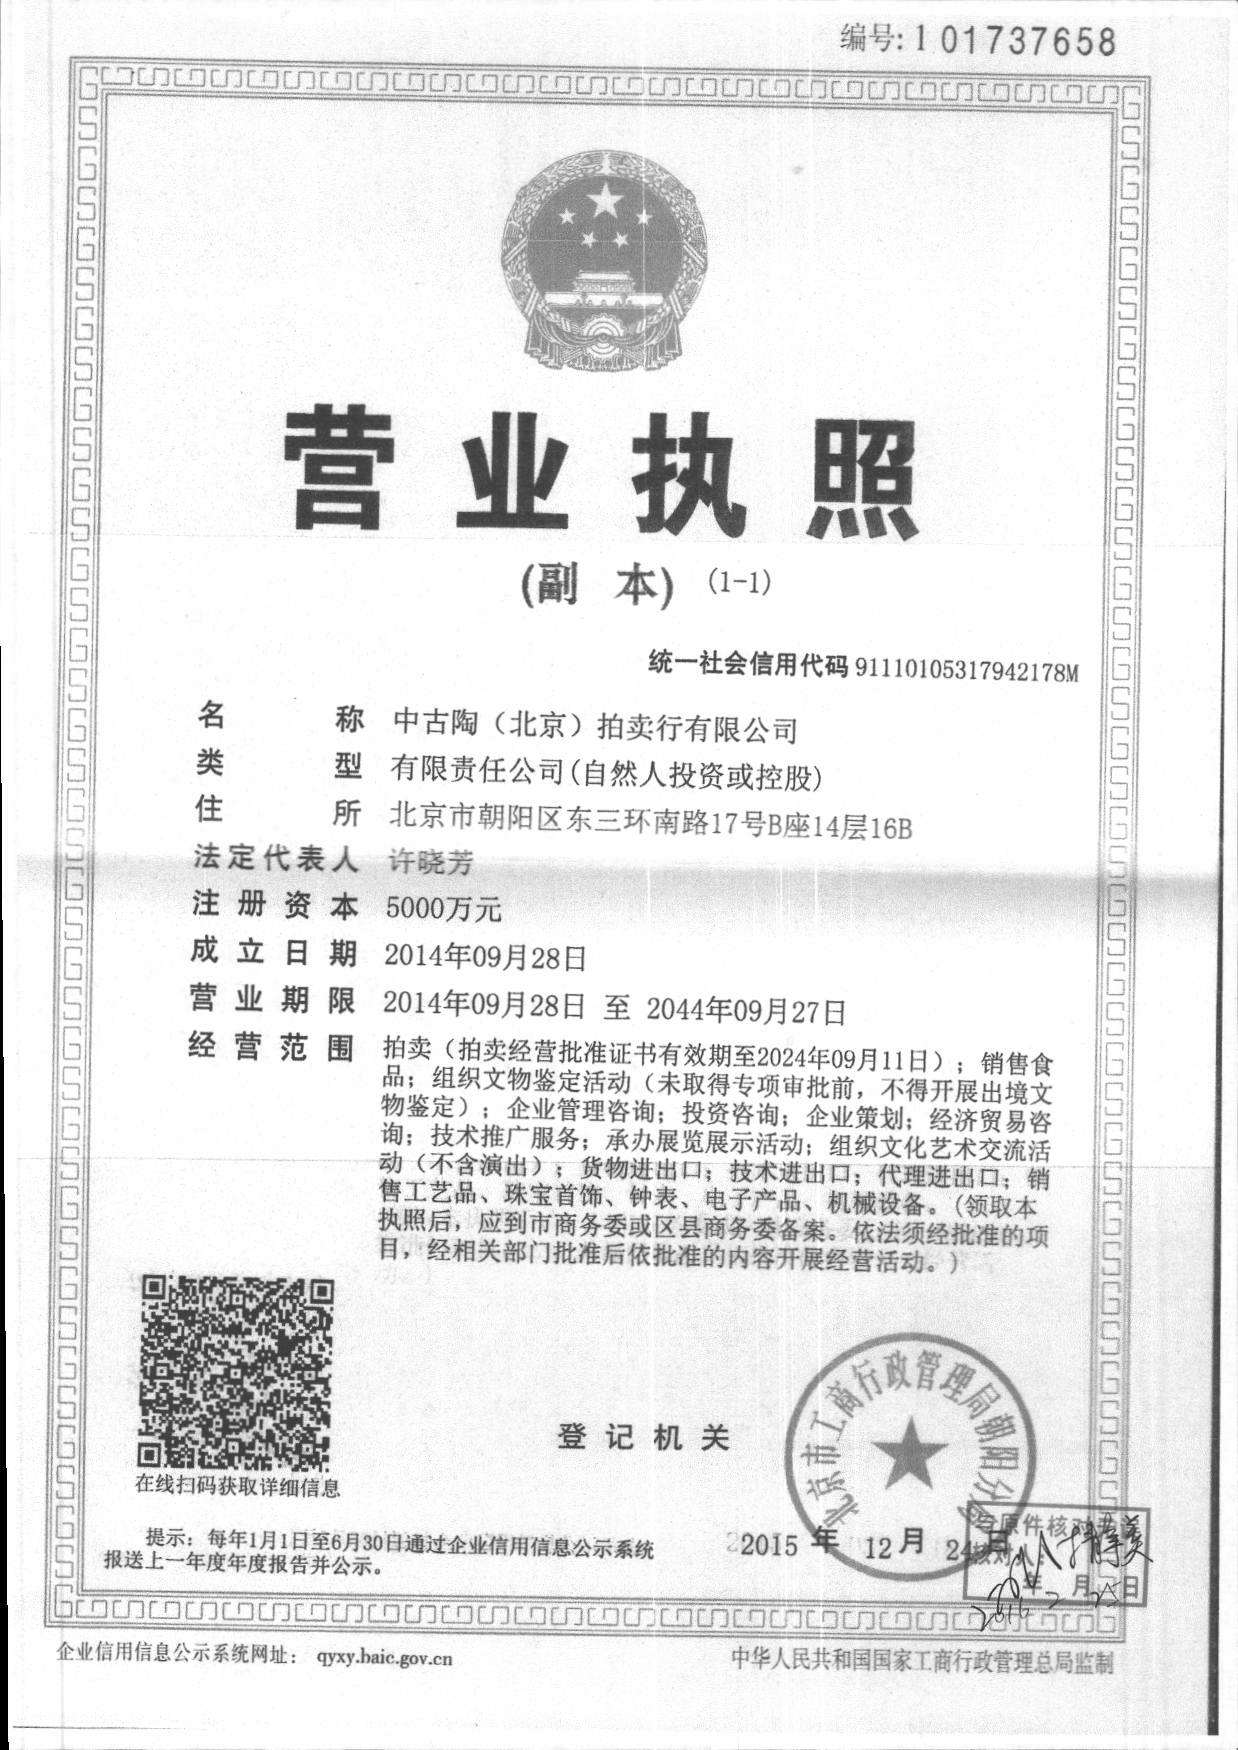 编号:101737658
营业执照
(副 本) (1-1)
统一社会信用代码 91110105317942178M
名称 中古陶（北京）拍卖行有限公司
类型 有限责任公司(自然人投资或控股)
住所 北京市朝阳区东三环南路17号B座14层16B
法定代表人 许晓芳
注册资本 5000万元
成立日期 2014年09月28日
营业期限 2014年09月28日 至 2044年09月27日
经营范围 拍卖（拍卖经营批准证书有效期至2024年09月11日）；销售食
品；组织文物鉴定活动（未取得专项审批前，不得开展出境文
物鉴定）；企业管理咨询；投资咨询；企业策划；经济贸易咨
询；技术推广服务；承办展览展示活动；组织文化艺术交流活
动（不含演出）；货物进出口；技术进出口；代理进出口；销
售工艺品、珠宝首饰、钟表、电子产品、机械设备。(领取本
执照后，应到市商务委或区县商务委备案。依法须经批准的项
目，经相关部门批准后依批准的内容开展经营活动。)
在线扫码获取详细信息
登记机关
北京市工商行政管理局朝阳分局
2015 年 12 月 24 日
与原件核对
核对人:
年 月 日
提示：每年1月1日至6月30日通过企业信用信息公示系统
报送上一年度年度报告并公示。
企业信用信息公示系统网址： qyxy.baic.gov.cn
中华人民共和国国家工商行政管理总局监制